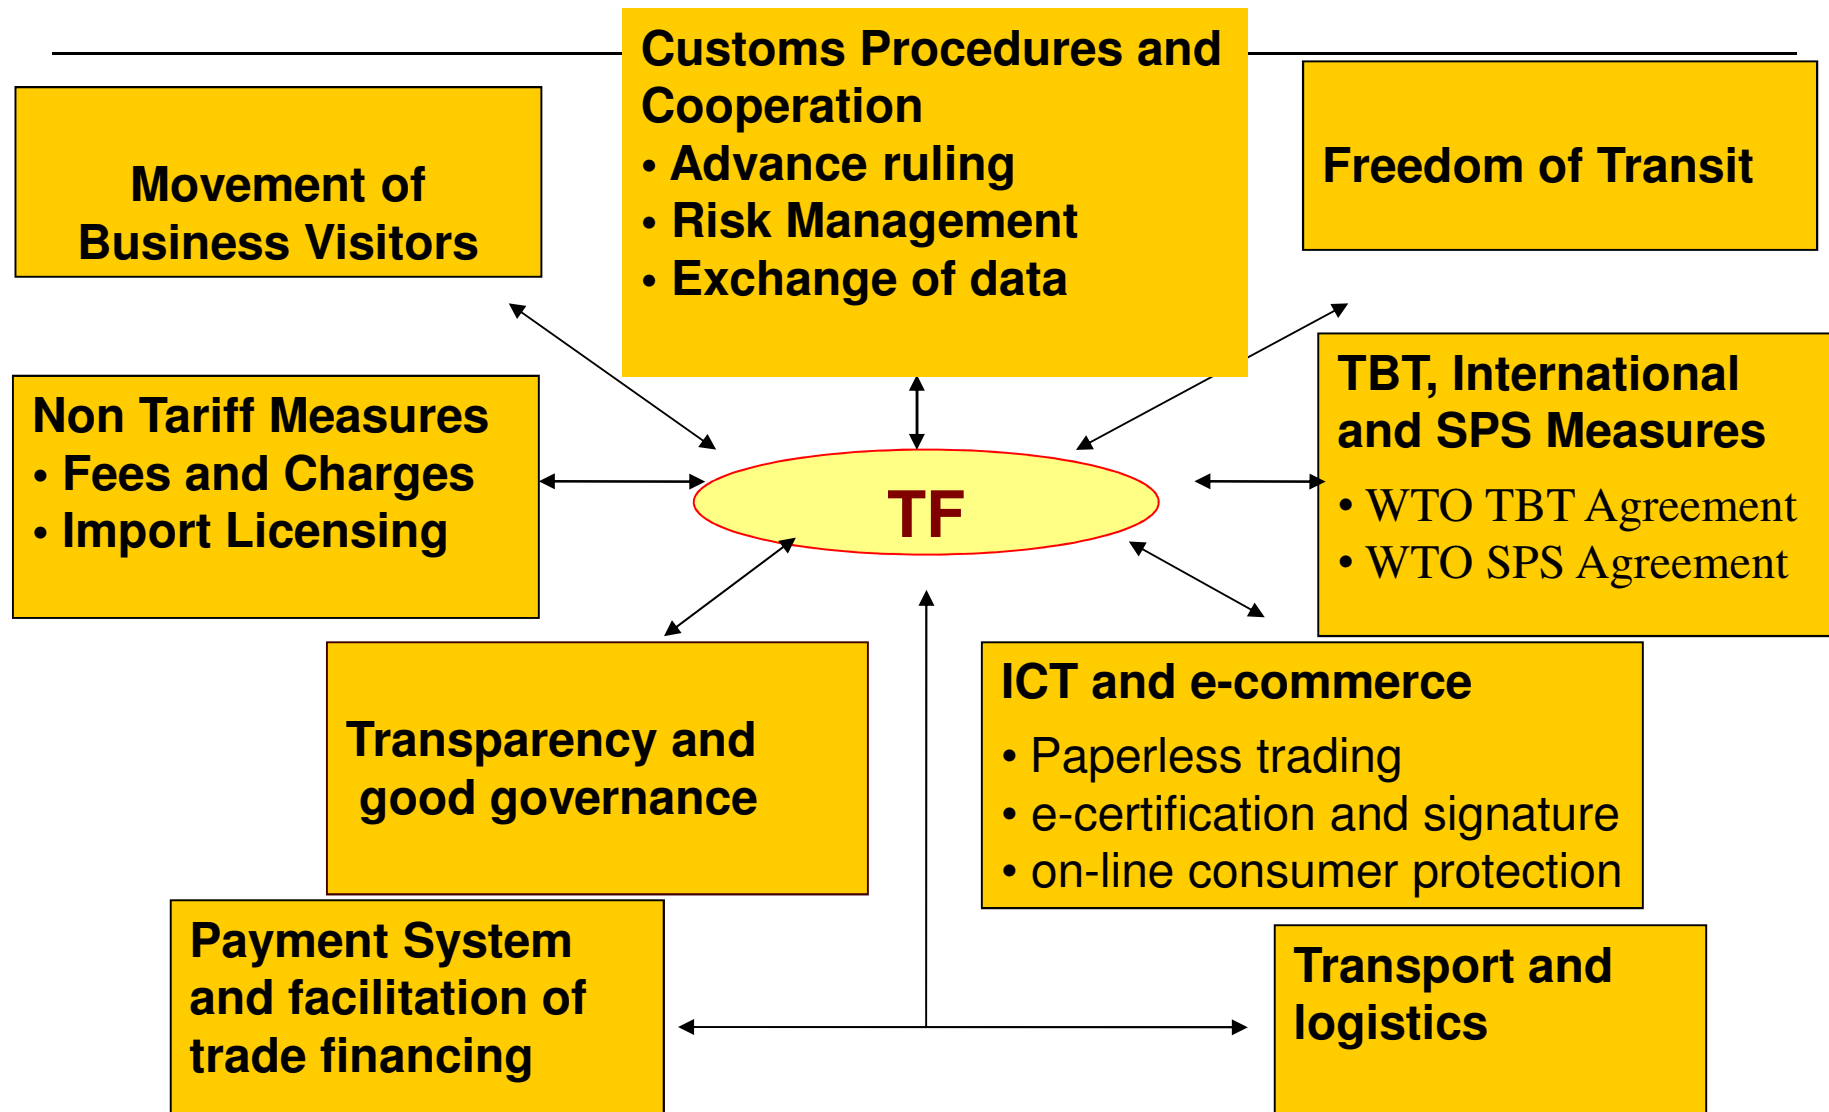 Customs Procedures and
Cooperation
• Advance ruling
• Risk Management
• Exchange of data
Movement of
Business Visitors
Freedom of Transit
Non Tariff Measures
• Fees and Charges
• Import Licensing
TF
TBT, International
and SPS Measures
• WTO TBT Agreement
• WTO SPS Agreement
Transparency and
good governance
ICT and e-commerce
• Paperless trading
• e-certification and signature
• on-line consumer protection
Payment System
and facilitation of
trade financing
Transport and
logistics